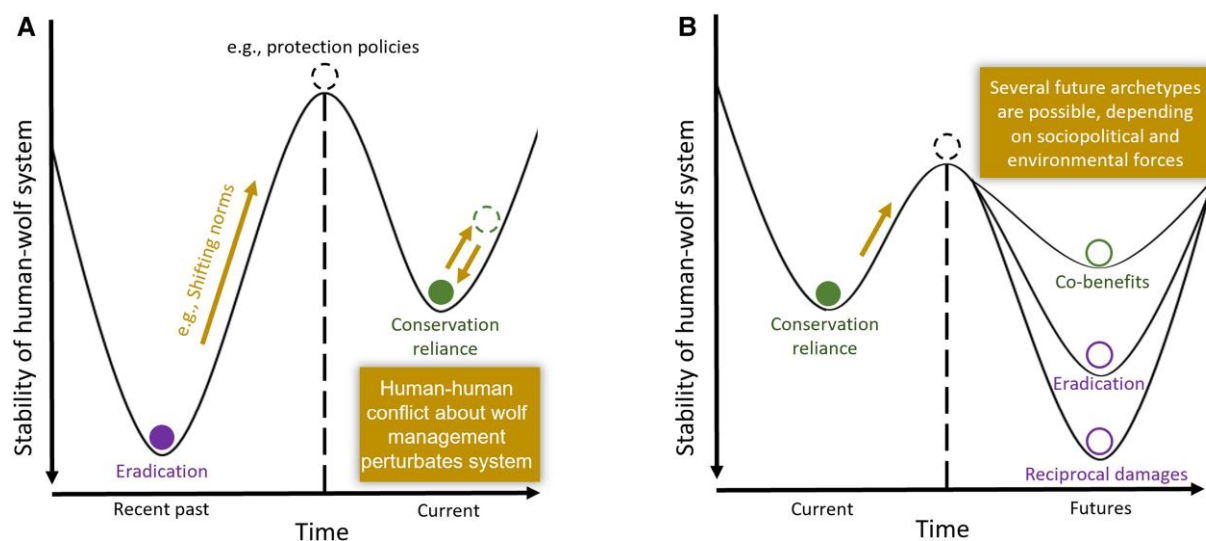 A
e.g., protection policies
Stability of human-wolf system
e.g., Shifting norms
Conservation
reliance
Human-human
conflict about wolf
management
perturbates system
Eradication
Recent past
Current
Time
B
Several future archetypes
are possible, depending
on sociopolitical and
environmental forces
Stability of human-wolf system
Co-benefits
Conservation
reliance
Eradication
Reciprocal damages
Current
Futures
Time